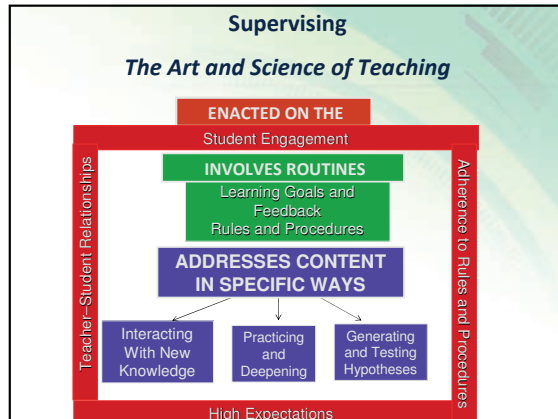 Supervising
The Art and Science of Teaching
ENACTED ON THE
Student Engagement
Teacher–Student Relationships
INVOLVES ROUTINES
Learning Goals and
Feedback
Rules and Procedures
ADDRESSES CONTENT
IN SPECIFIC WAYS
Interacting
With New
Knowledge
Practicing
and
Deepening
Generating
and Testing
Hypotheses
Adherence to Rules and Procedures
High Expectations